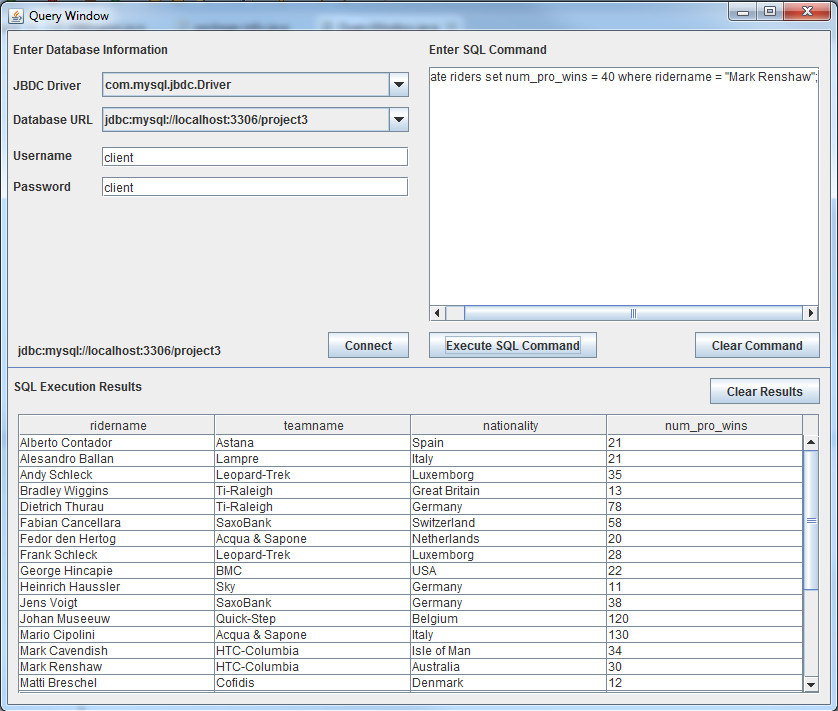 Query Window
Enter Database Information
JBDC Driver com.mysql.jbdc.Driver
Database URL jdbc:mysql://localhost:3306/project3
Username client
Password client
jdbc:mysql://localhost:3306/project3
Connect
Enter SQL Command
ate riders set num_pro_wins = 40 where ridername = "Mark Renshaw";
Execute SQL Command Clear Command
SQL Execution Results
Clear Results
ridername teamname nationality num_pro_wins
Alberto Contador Astana Spain 21
Alesandro Ballan Lampre Italy 21
Andy Schleck Leopard-Trek Luxemborg 35
Bradley Wiggins Ti-Raleigh Great Britain 13
Dietrich Thurau Ti-Raleigh Germany 78
Fabian Cancellara SaxoBank Switzerland 58
Fedor den Hertog Acqua & Sapone Netherlands 20
Frank Schleck Leopard-Trek Luxemborg 28
George Hincapie BMC USA 22
Heinrich Haussler Sky Germany 11
Jens Voigt SaxoBank Germany 38
Johan Museeuw Quick-Step Belgium 120
Mario Cipolini Acqua & Sapone Italy 130
Mark Cavendish HTC-Columbia Isle of Man 34
Mark Renshaw HTC-Columbia Australia 30
Matti Breschel Cofidis Denmark 12